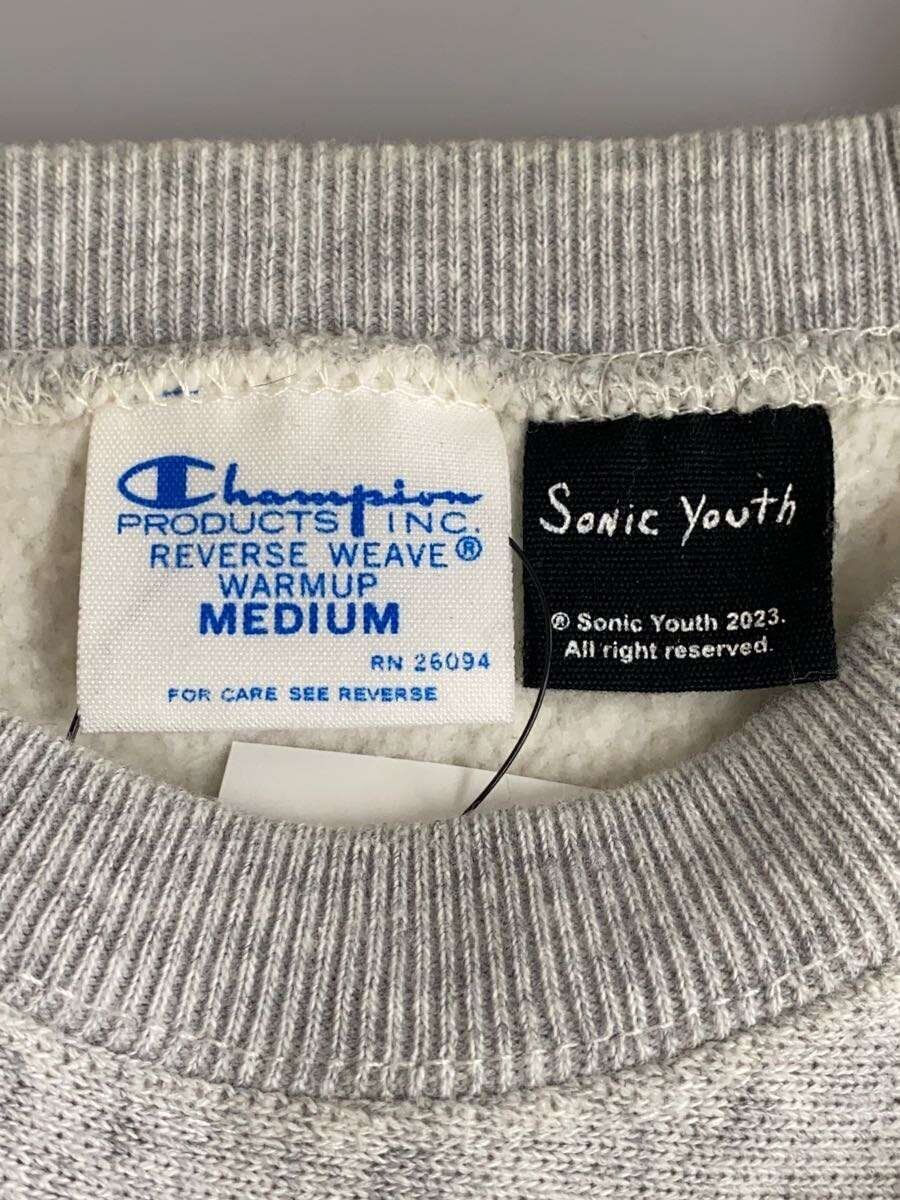 Champion
PRODUCTS INC.
REVERSE WEAVE®
WARMUP
MEDIUM
RN 26094
FOR CARE SEE REVERSE
Sonic Youth
® Sonic Youth 2023.
All right reserved.